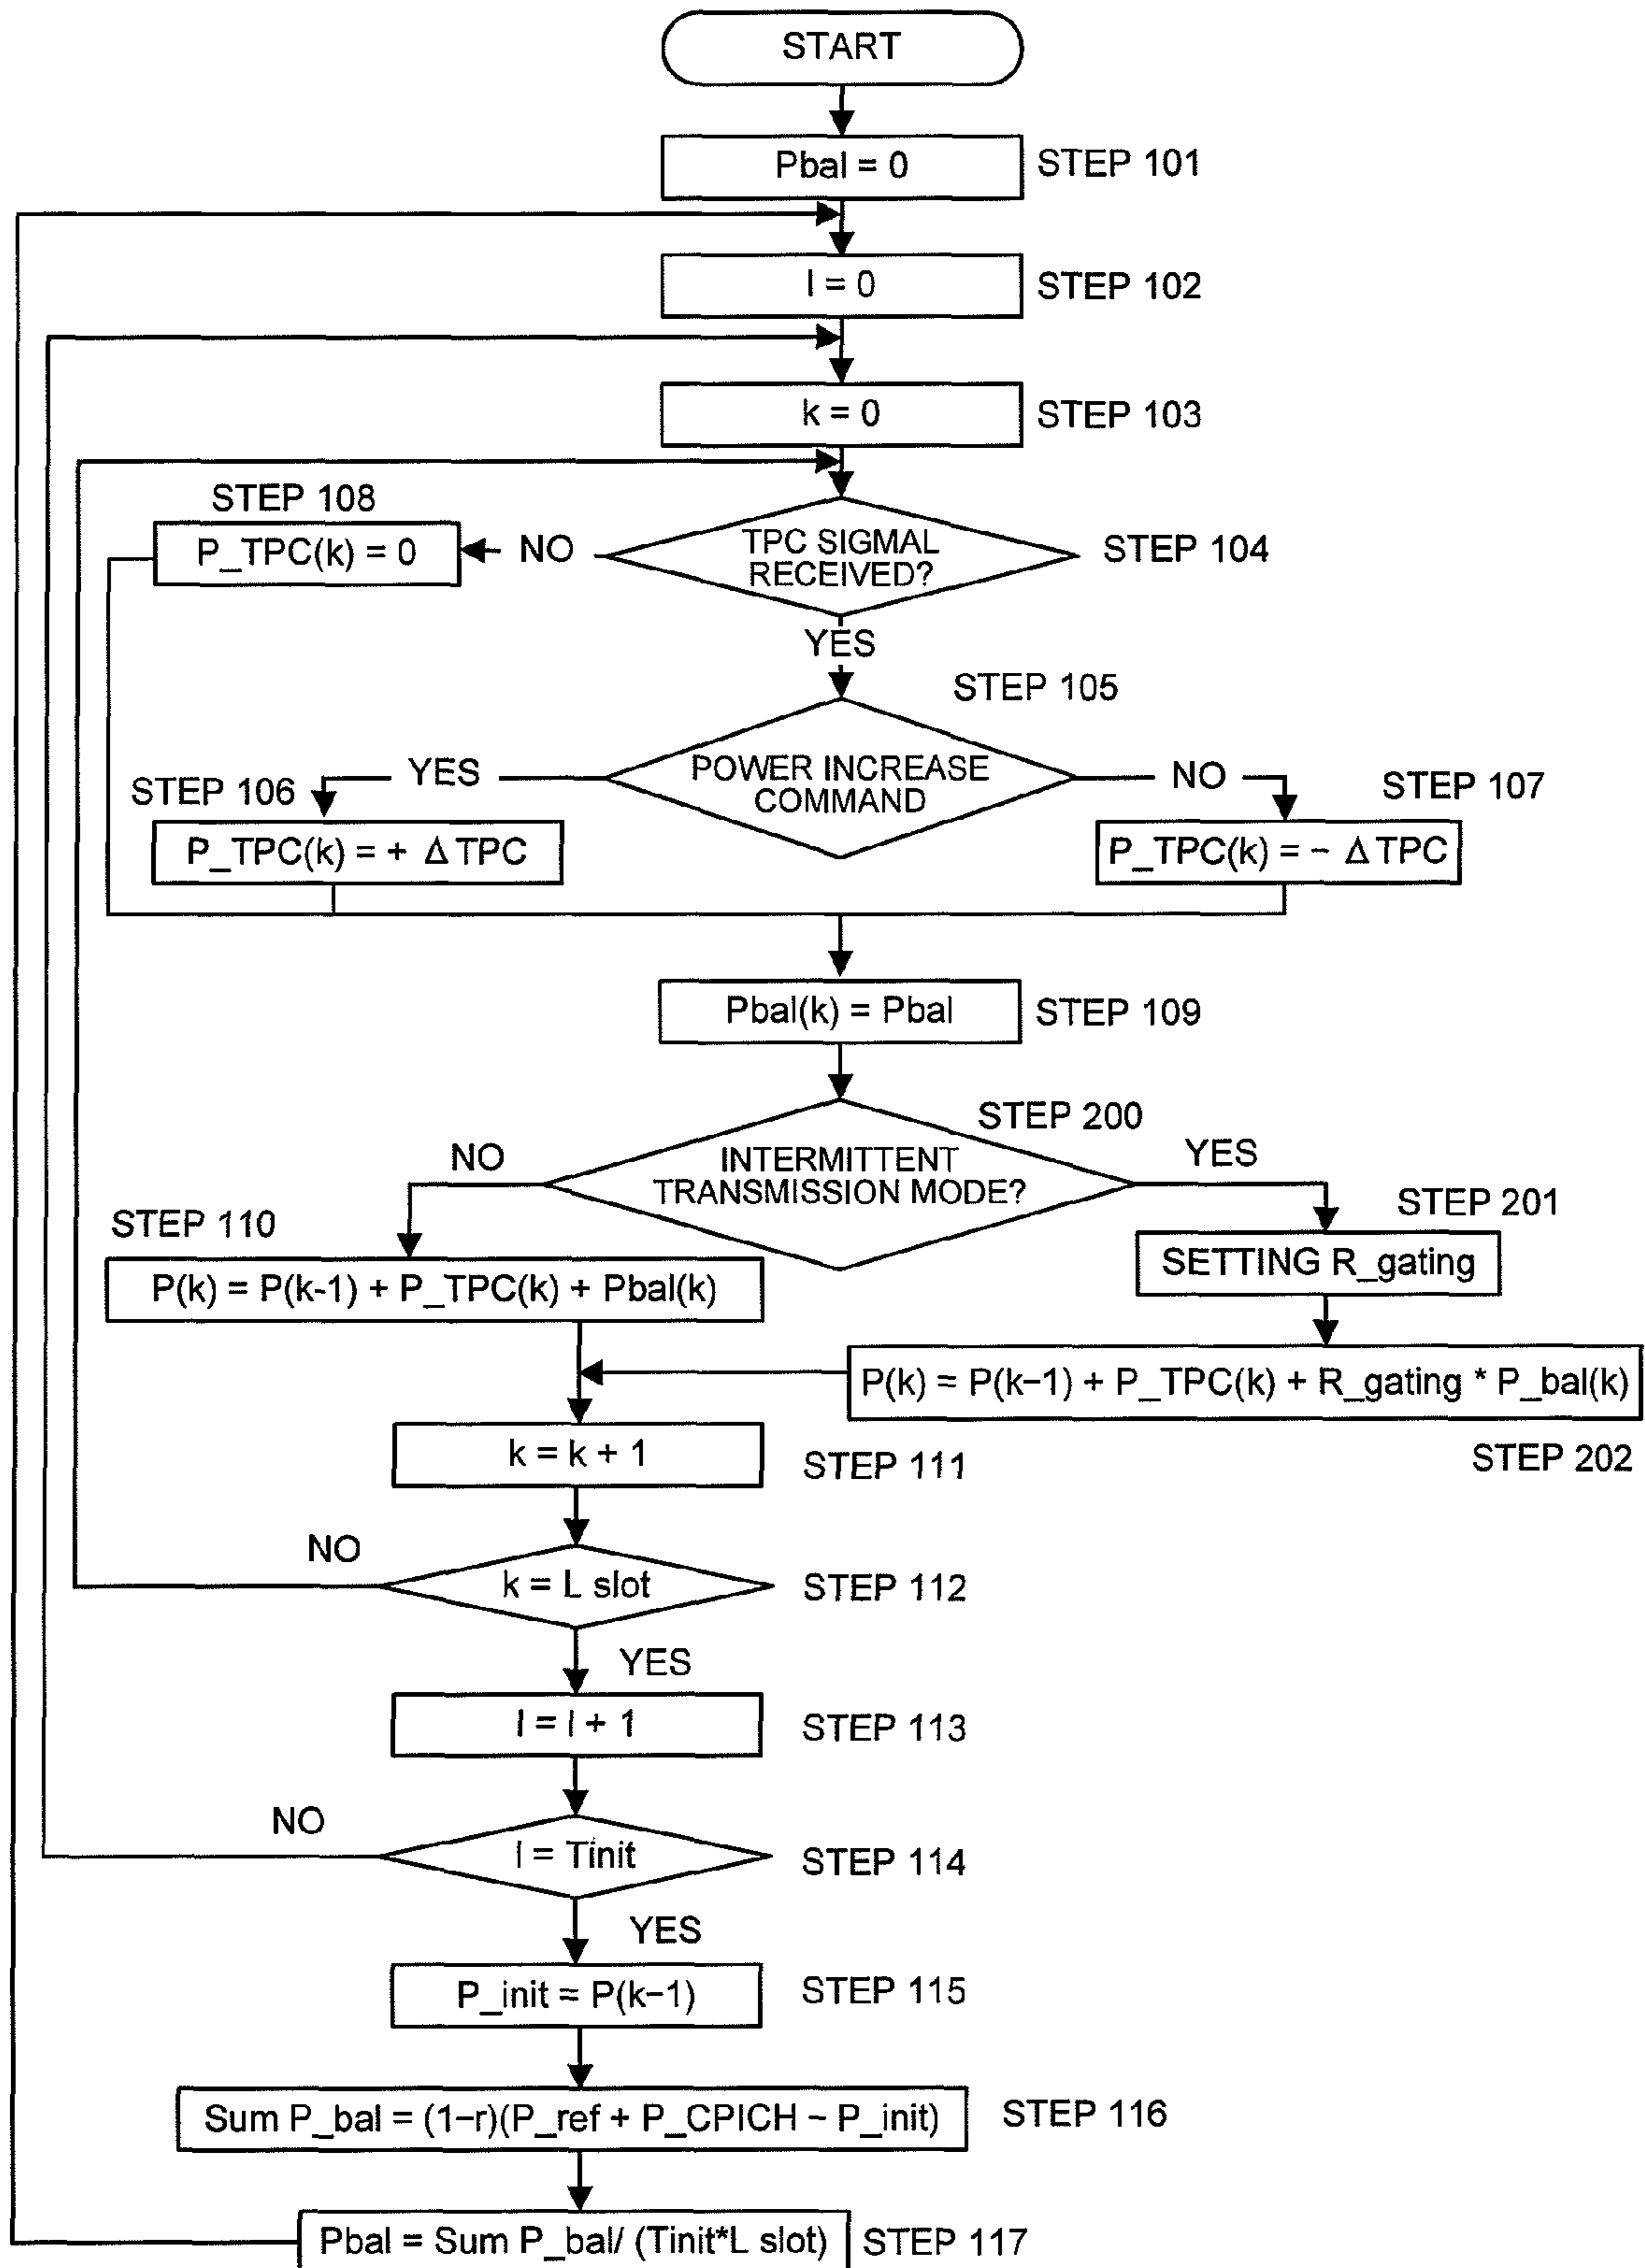 START
Pbal = 0
STEP 101
l = 0
STEP 102
k = 0
STEP 103
STEP 108
P_TPC(k) = 0
NO
TPC SIGMAL
RECEIVED?
STEP 104
YES
STEP 105
STEP 106
YES
POWER INCREASE
COMMAND
NO
STEP 107
P_TPC(k) = + Δ TPC
P_TPC(k) = − Δ TPC
Pbal(k) = Pbal
STEP 109
STEP 200
NO
INTERMITTENT
TRANSMISSION MODE?
YES
STEP 110
STEP 201
P(k) = P(k-1) + P_TPC(k) + Pbal(k)
SETTING R_gating
P(k) = P(k−1) + P_TPC(k) + R_gating * P_bal(k)
STEP 202
k = k + 1
STEP 111
NO
k = L slot
STEP 112
YES
l = l + 1
STEP 113
NO
l = Tinit
STEP 114
YES
P_init = P(k−1)
STEP 115
Sum P_bal = (1−r)(P_ref + P_CPICH − P_init)
STEP 116
Pbal = Sum P_bal/ (Tinit*L slot)
STEP 117